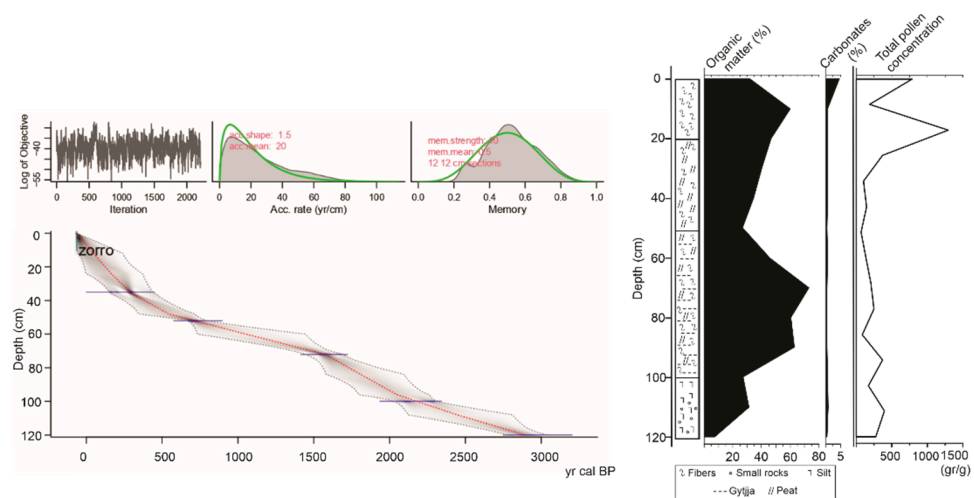 Log of Objective
-40
-55
0 500 1000 1500 2000
Iteration
acc.shape: 1.5
acc.mean: 20
0 20 40 60 80 100
Acc. rate (yr/cm)
mem.mean: 0.5
12 12 cm sections
0.0 0.2 0.4 0.6 0.8 1.0
Memory
zorro
Depth (cm)
0
20
40
60
80
100
120
0 500 1000 1500 2000 2500 3000
yr cal BP
Organic
matter (%)
Carbonates
(%)
Total pollen
concentration
Depth (cm)
0
20
40
60
80
100
120
20 40 60 80 500 1000 1500
(gr/g)
Fibers Small rocks Silt
Gytjja Peat